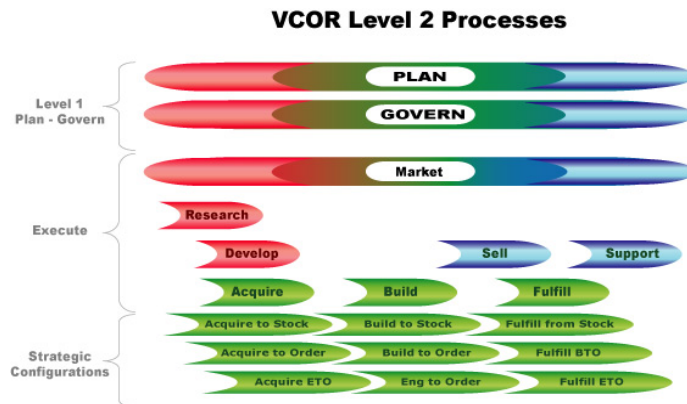 VCOR Level 2 Processes
Level 1
Plan - Govern
PLAN
GOVERN
Market
Execute
Research
Develop
Sell
Support
Acquire
Build
Fulfill
Strategic
Configurations
Acquire to Stock
Build to Stock
Fulfill from Stock
Acquire to Order
Build to Order
Fulfill BTO
Acquire ETO
Eng to Order
Fulfill ETO